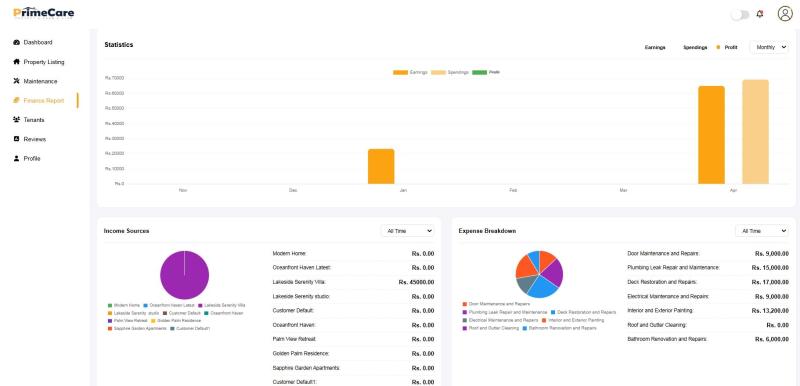 PrimeCare
Dashboard
Property Listing
Maintenance
Finance Report
Tenants
Reviews
Profile
Statistics
Earnings Spendings Profit Monthly
Earnings Spendings Profit
Rs.70000
Rs.60000
Rs.50000
Rs.40000
Rs.30000
Rs.20000
Rs.10000
Rs.0
Nov Dec Jan Feb Mar Apr
Income Sources
All Time
Modern Home Oceanfront Haven Latest Lakeside Serenity Villa
Lakeside Serenity studio Customer Default Oceanfront Haven
Palm View Retreat Golden Palm Residence
Sapphire Garden Apartments Customer Default1
Modern Home: Rs. 0.00
Oceanfront Haven Latest: Rs. 0.00
Lakeside Serenity Villa: Rs. 45000.00
Lakeside Serenity studio: Rs. 0.00
Customer Default: Rs. 0.00
Oceanfront Haven: Rs. 0.00
Palm View Retreat: Rs. 0.00
Golden Palm Residence: Rs. 0.00
Sapphire Garden Apartments: Rs. 0.00
Customer Default1: Rs. 0.00
Expense Breakdown
All Time
Door Maintenance and Repairs
Plumbing Leak Repair and Maintenance Deck Restoration and Repairs
Electrical Maintenance and Repairs Interior and Exterior Painting
Roof and Gutter Cleaning Bathroom Renovation and Repairs
Door Maintenance and Repairs: Rs. 9,000.00
Plumbing Leak Repair and Maintenance: Rs. 15,000.00
Deck Restoration and Repairs: Rs. 17,000.00
Electrical Maintenance and Repairs: Rs. 9,000.00
Interior and Exterior Painting: Rs. 13,200.00
Roof and Gutter Cleaning: Rs. 0.00
Bathroom Renovation and Repairs: Rs. 6,000.00